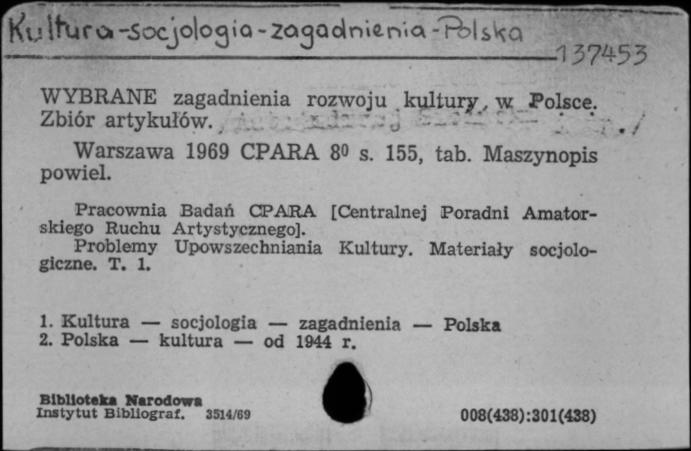 Kultura-socjologia-zagadnienia-Polska
137453
WYBRANE zagadnienia rozwoju kultury w Polsce.
Zbiór artykułów.
Warszawa 1969 CPARA 8⁰ s. 155, tab. Maszynopis
powiel.
Pracownia Badań CPARA [Centralnej Poradni Amator-
skiego Ruchu Artystycznego].
Problemy Upowszechniania Kultury. Materiały socjolo-
giczne. T. 1.
1. Kultura — socjologia — zagadnienia — Polska
2. Polska — kultura — od 1944 r.
Biblioteka Narodowa
Instytut Bibliograf. 3514/69
008(438):301(438)